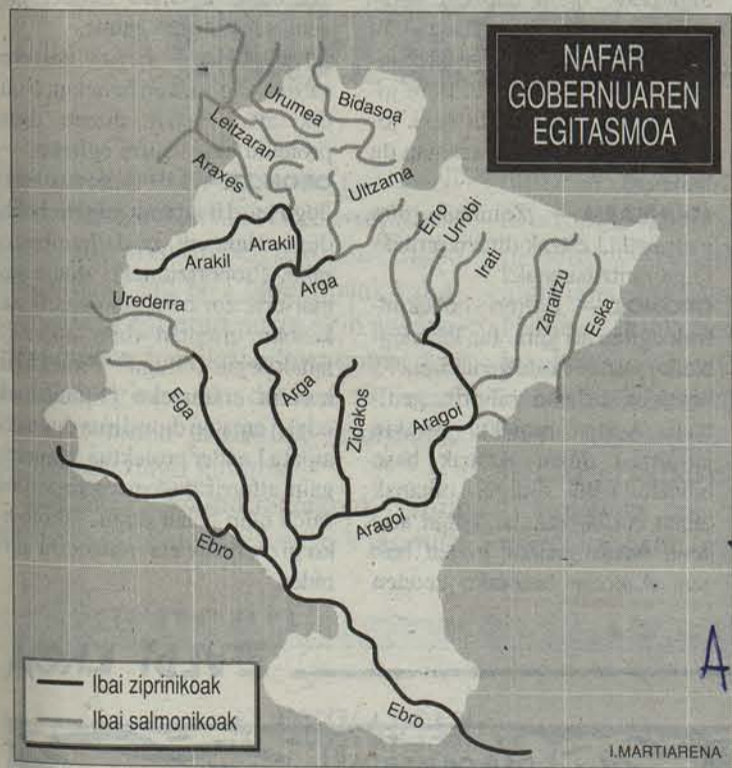 NAFAR
GOBERNUAREN
EGITASMOA
Urumea
Bidasoa
Leitzaran
Araxes
Ultzama
Erro
Urrobi
Irati
Arakil
Arakil
Arga
Zaraitzu
Eska
Urederra
Ega
Arga
Zidakos
Aragoi
Aragoi
Ebro
Ebro
Ibai ziprinikoak
Ibai salmonikoak
A
I.MARTIARENA